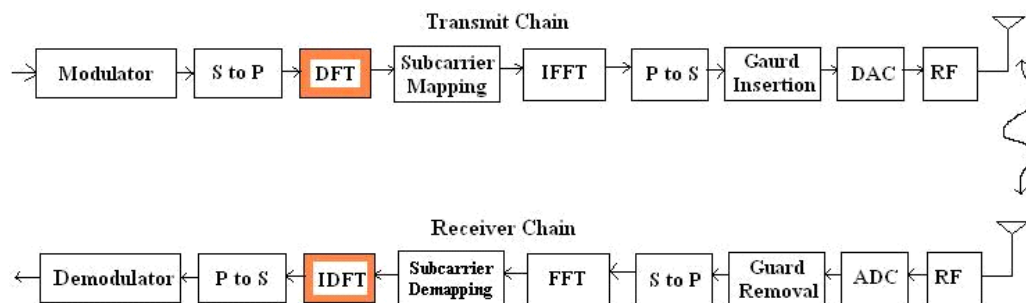 Transmit Chain
Modulator
S to P
DFT
Subcarrier
Mapping
IFFT
P to S
Gaurd
Insertion
DAC
RF
Receiver Chain
Demodulator
P to S
IDFT
Subcarrier
Demapping
FFT
S to P
Guard
Removal
ADC
RF